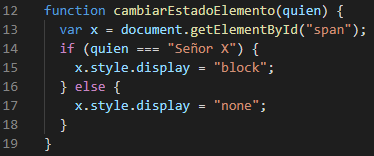 12 function cambiarEstadoElemento(quien) {
13   var x = document.getElementById("span");
14   if (quien === "Señor X") {
15     x.style.display = "block";
16   } else {
17     x.style.display = "none";
18   }
19 }